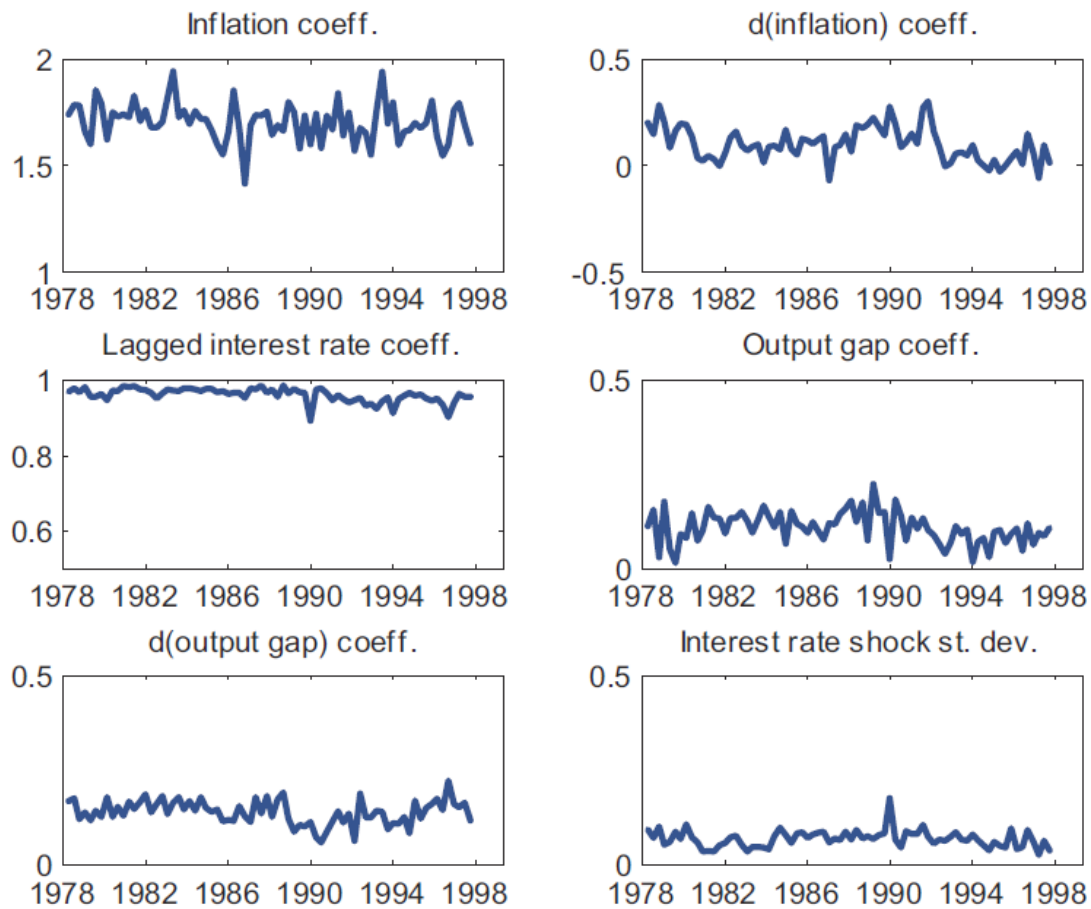 Inflation coeff.
2
1.5
1
1978 1982 1986 1990 1994 1998
d(inflation) coeff.
0.5
0
-0.5
1978 1982 1986 1990 1994 1998
Lagged interest rate coeff.
1
0.8
0.6
1978 1982 1986 1990 1994 1998
Output gap coeff.
0.5
0
1978 1982 1986 1990 1994 1998
d(output gap) coeff.
0.5
0
1978 1982 1986 1990 1994 1998
Interest rate shock st. dev.
0.5
0
1978 1982 1986 1990 1994 1998